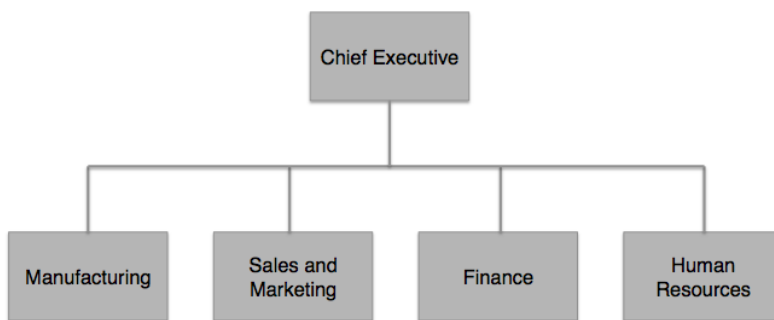 Chief Executive
Manufacturing
Sales and
Marketing
Finance
Human
Resources